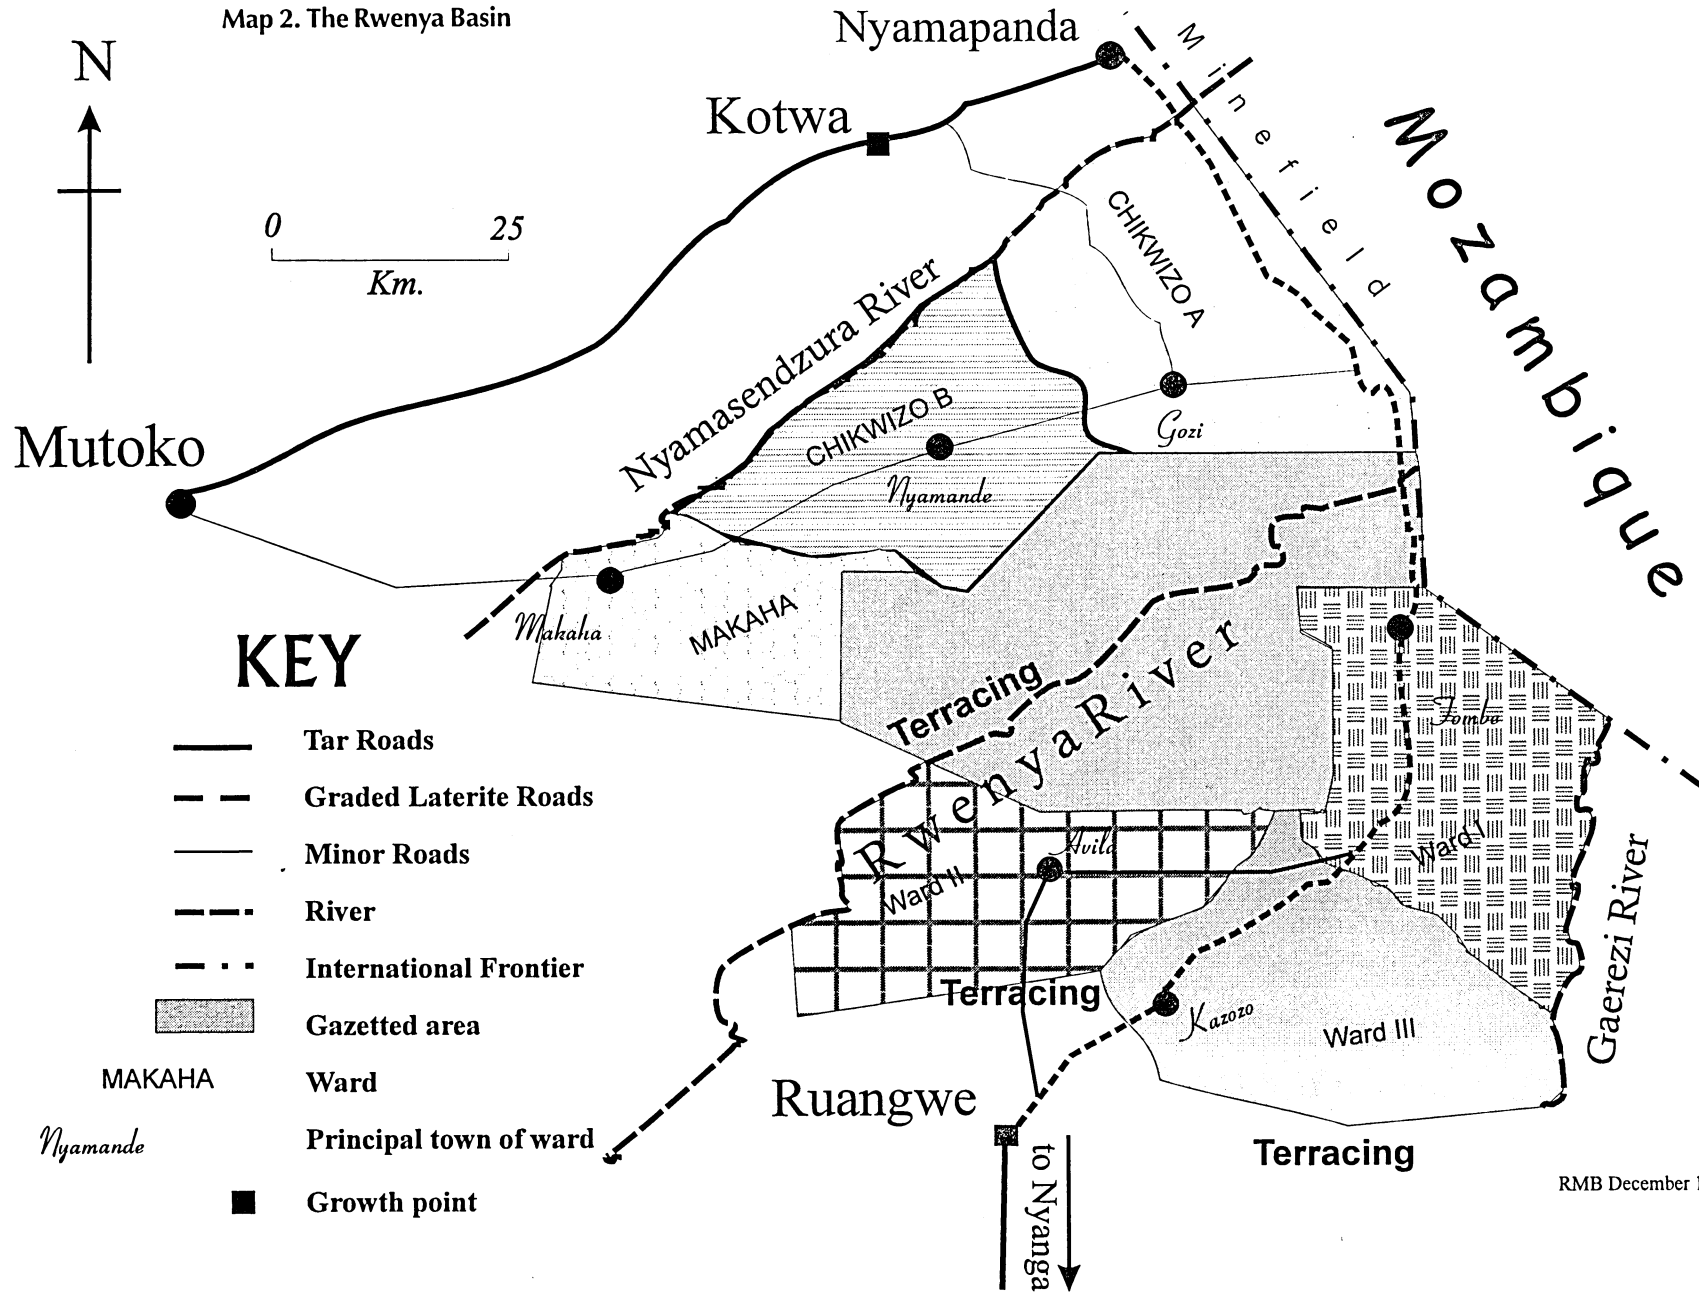 Map 2. The Rwenya Basin
N
Nyamapanda
Kotwa
Minefield
Mozambique
0 25
Km.
CHIKWIZO A
Nyamasendzura River
Mutoko
CHIKWIZO B
Gozi
Nyamande
Makaha
MAKAHA
Terracing
Rwenya River
Tombo
Avila
Ward I
Ward II
Gaerezi River
Terracing
Kazozo
Ward III
Ruangwe
Terracing
to Nyanga
KEY
Tar Roads
Graded Laterite Roads
Minor Roads
River
International Frontier
Gazetted area
MAKAHA Ward
Nyamande Principal town of ward
Growth point
RMB December